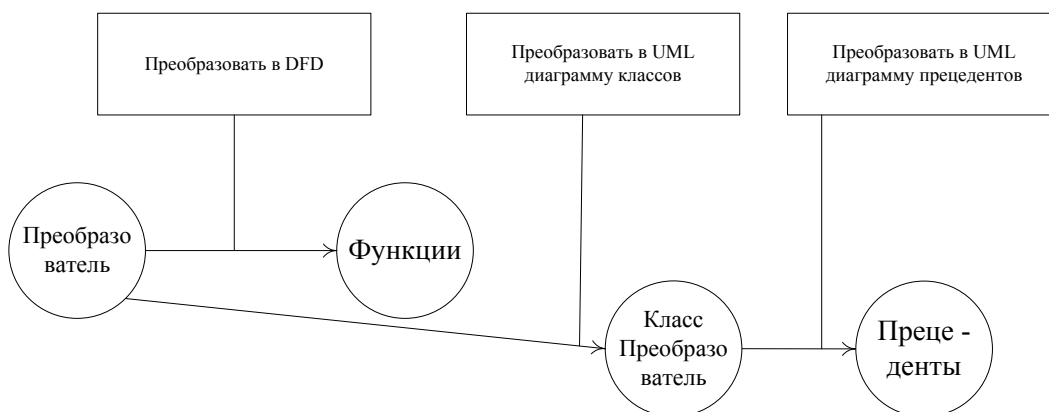 Преобразовать в DFD
Преобразовать в UML
диаграмму классов
Преобразовать в UML
диаграмму прецедентов
Преобразо
ватель
Функции
Класс
Преобразо
ватель
Преце -
денты